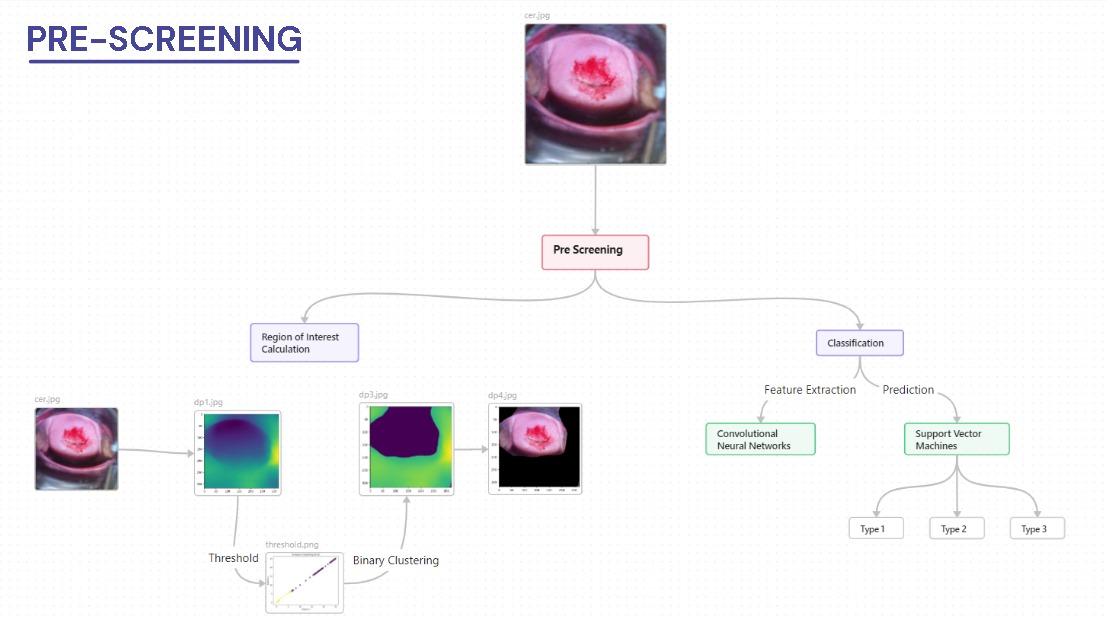 PRE-SCREENING
cer.jpg
Pre Screening
Region of Interest
Calculation
Classification
Feature Extraction
Prediction
cer.jpg
dp1.jpg
dp3.jpg
dp4.jpg
Convolutional
Neural Networks
Support Vector
Machines
Type 1
Type 2
Type 3
Threshold
threshold.png
Binary Clustering